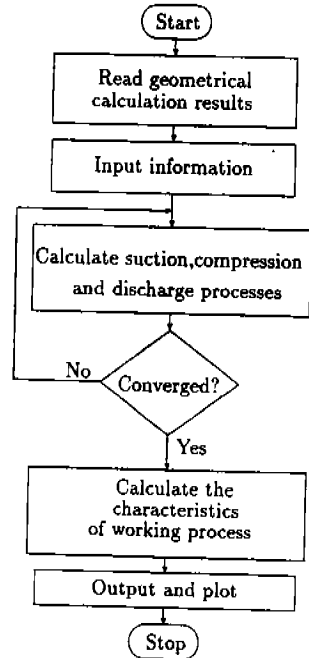 Start
Read geometrical
calculation results
Input information
Calculate suction,compression
and discharge processes
Converged?
No
Yes
Calculate the
characteristics
of working process
Output and plot
Stop